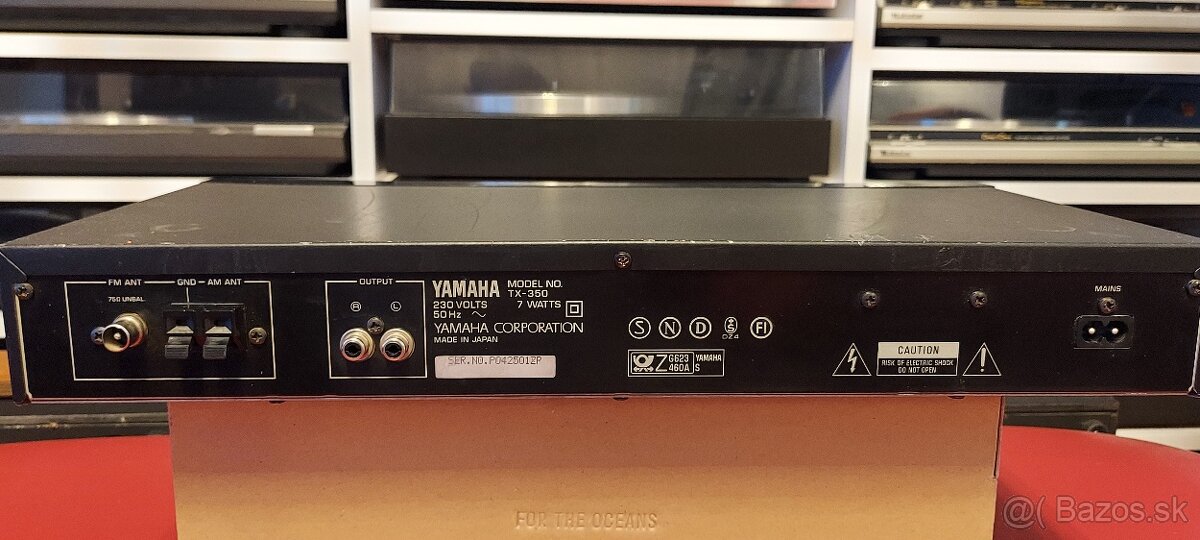 FM ANT
GND
AM ANT
75Ω UNBAL.
OUTPUT
R
L
YAMAHA
MODEL NO.
TX-350
230 VOLTS
7 WATTS
50Hz ~
YAMAHA CORPORATION
MADE IN JAPAN
SER.NO.P042501ZP
S N D S FI
DZ4
Z G623 460A
YAMAHA S
CAUTION
RISK OF ELECTRIC SHOCK
DO NOT OPEN
MAINS
FOR THE OCEANS
@( Bazos.sk